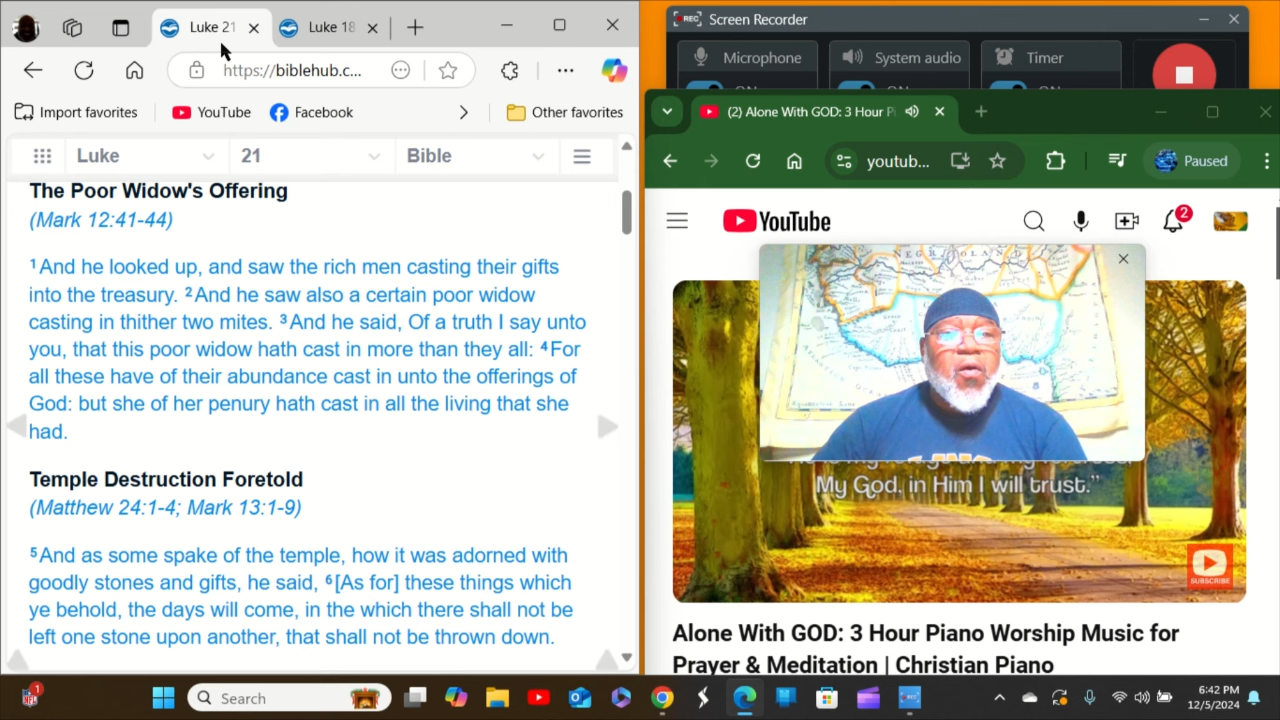 Luke 21
Luke 18
https://biblehub.c...
Import favorites
YouTube
Facebook
Other favorites
Luke
21
Bible
The Poor Widow's Offering
(Mark 12:41-44)
1And he looked up, and saw the rich men casting their gifts
into the treasury. 2And he saw also a certain poor widow
casting in thither two mites. 3And he said, Of a truth I say unto
you, that this poor widow hath cast in more than they all: 4For
all these have of their abundance cast in unto the offerings of
God: but she of her penury hath cast in all the living that she
had.
Temple Destruction Foretold
(Matthew 24:1-4; Mark 13:1-9)
5And as some spake of the temple, how it was adorned with
goodly stones and gifts, he said, 6[As for] these things which
ye behold, the days will come, in the which there shall not be
left one stone upon another, that shall not be thrown down.
REC
Screen Recorder
Microphone
System audio
Timer
(2) Alone With GOD: 3 Hour Pi
youtub...
Paused
YouTube
2
NEGROLAND
My God, in Him I will trust."
SUBSCRIBE
Alone With GOD: 3 Hour Piano Worship Music for
Prayer & Meditation | Christian Piano
NFL
1
Search
REC
6:42 PM
12/5/2024